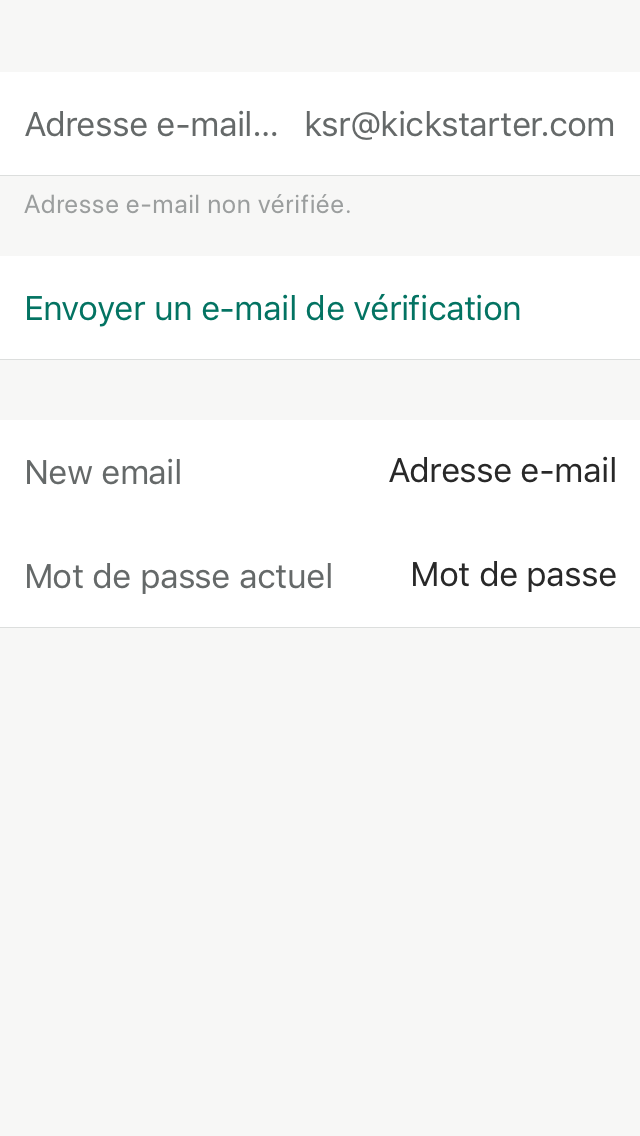 Adresse e-mail... ksr@kickstarter.com
Adresse e-mail non vérifiée.
Envoyer un e-mail de vérification
New email Adresse e-mail
Mot de passe actuel Mot de passe